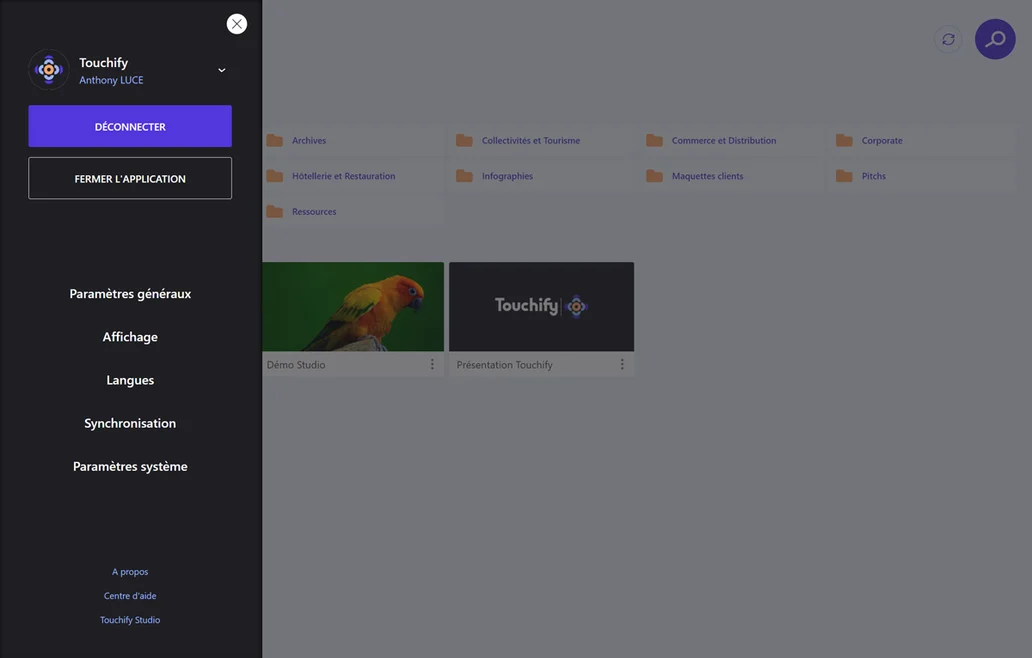 Touchify
Anthony LUCE
DÉCONNECTER
FERMER L'APPLICATION
Paramètres généraux
Affichage
Langues
Synchronisation
Paramètres système
A propos
Centre d'aide
Touchify Studio
Archives
Collectivités et Tourisme
Commerce et Distribution
Corporate
Hôtellerie et Restauration
Infographies
Maquettes clients
Pitchs
Ressources
Touchify
Démo Studio
Présentation Touchify